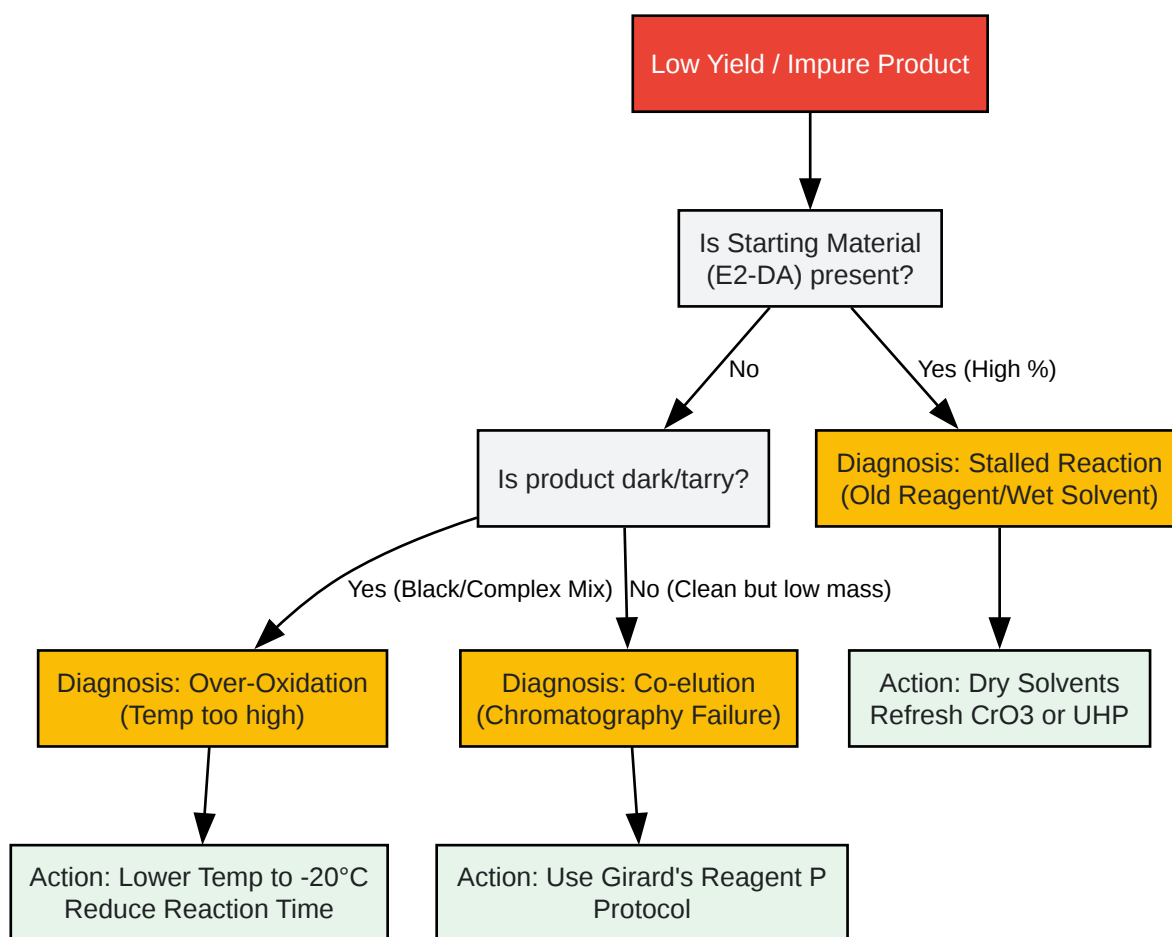 Low Yield / Impure Product
Is Starting Material
(E2-DA) present?
No
Yes (High %)
Is product dark/tarry?
Diagnosis: Stalled Reaction
(Old Reagent/Wet Solvent)
Yes (Black/Complex Mix)
No (Clean but low mass)
Diagnosis: Over-Oxidation
(Temp too high)
Diagnosis: Co-elution
(Chromatography Failure)
Action: Dry Solvents
Refresh CrO3 or UHP
Action: Lower Temp to -20°C
Reduce Reaction Time
Action: Use Girard's Reagent P
Protocol